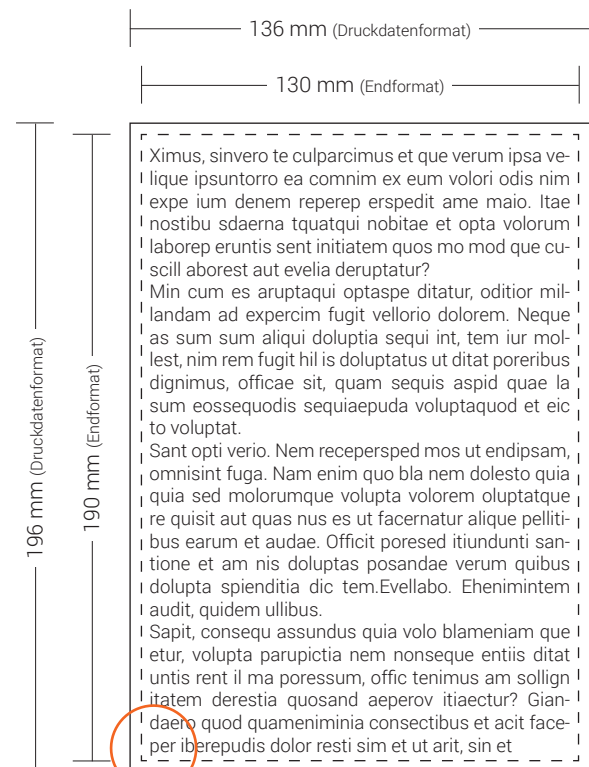 136 mm (Druckdatenformat)
130 mm (Endformat)
196 mm (Druckdatenformat)
190 mm (Endformat)
Ximus, sinvero te culparcimus et que verum ipsa ve-
lique ipsuntorro ea comnim ex eum volori odis nim
expe ium denem reperep erspedit ame maio. Itae
nostibu sdaerna tquatqui nobitae et opta volorum
laborep eruntis sent initiatem quos mo mod que cu-
scill aborest aut evelia deruptatur?
Min cum es aruptaqui optaspe ditatur, oditior mil-
landam ad expercim fugit vellorio dolorem. Neque
as sum sum aliqui doluptia sequi int, tem iur mol-
lest, nim rem fugit hil is doluptatus ut ditat poreribus
dignimus, officae sit, quam sequis aspid quae la
sum eossequodis sequiaepuda voluptaquod et eic
to voluptat.
Sant opti verio. Nem recepersped mos ut endipsam,
omnisint fuga. Nam enim quo bla nem dolesto quia
quia sed molorumque volupta volorem oluptatque
re quisit aut quas nus es ut facernatur alique pelliti-
bus earum et audae. Officit poresed itiundunti san-
tione et am nis doluptas posandae verum quibus
dolupta spienditia dic tem.Evellabo. Ehenimintem
audit, quidem ullibus.
Sapit, consequ assundus quia volo blameniam que
etur, volupta parupictia nem nonseque entiis ditat
untis rent il ma poressum, offic tenimus am sollign
itatem derestia quosand aeperov itiaectur? Gian-
daero quod quameniminia consectibus et acit face-
per iberepudis dolor resti sim et ut arit, sin et